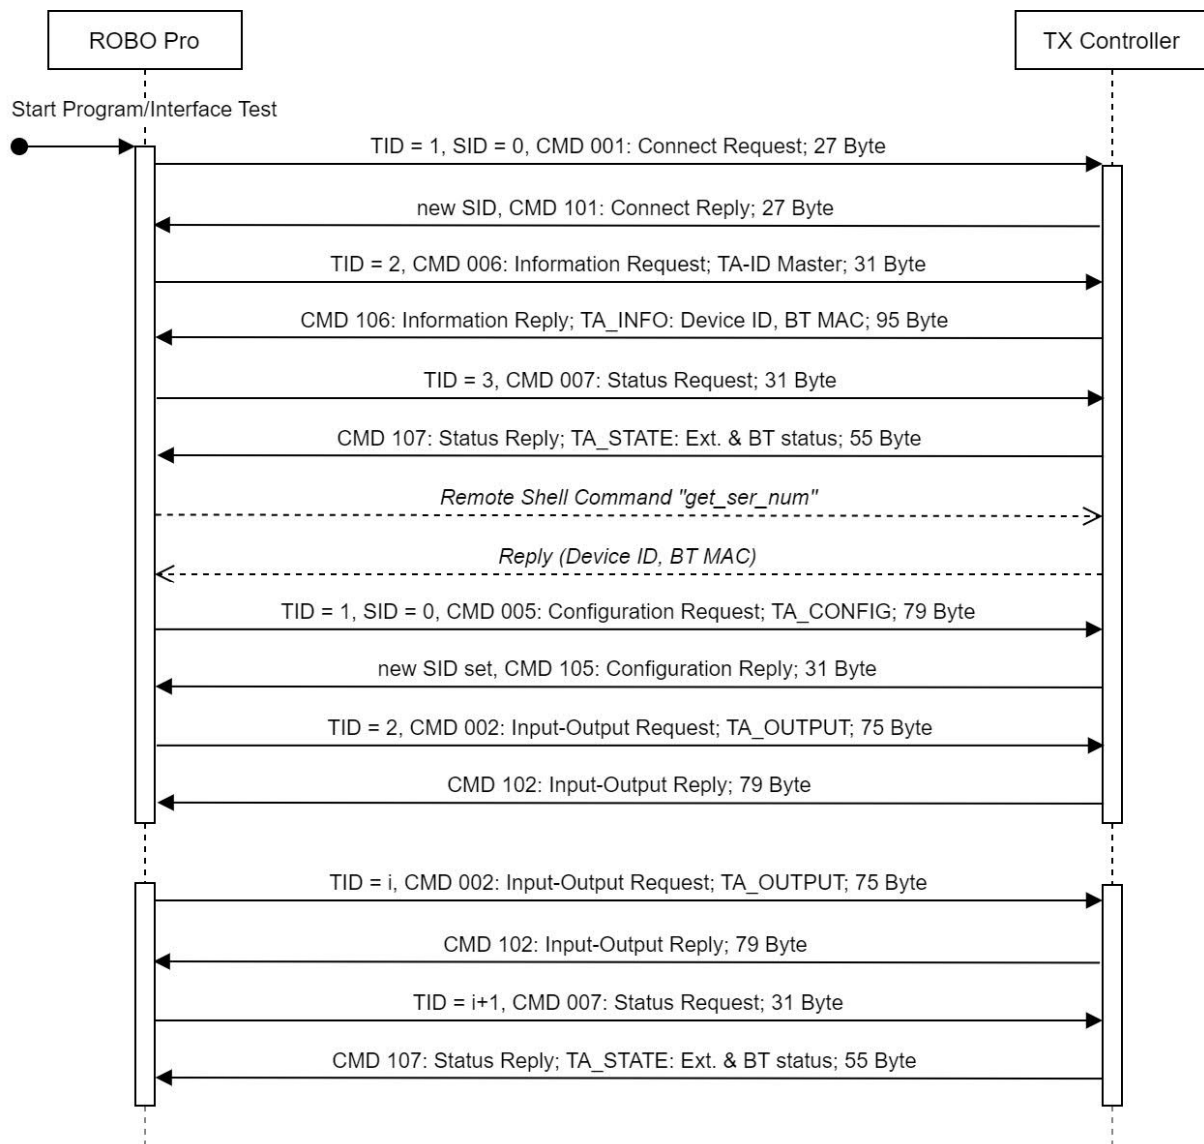 ROBO Pro
TX Controller
Start Program/Interface Test
TID = 1, SID = 0, CMD 001: Connect Request; 27 Byte
new SID, CMD 101: Connect Reply; 27 Byte
TID = 2, CMD 006: Information Request; TA-ID Master; 31 Byte
CMD 106: Information Reply; TA_INFO: Device ID, BT MAC; 95 Byte
TID = 3, CMD 007: Status Request; 31 Byte
CMD 107: Status Reply; TA_STATE: Ext. & BT status; 55 Byte
Remote Shell Command "get_ser_num"
Reply (Device ID, BT MAC)
TID = 1, SID = 0, CMD 005: Configuration Request; TA_CONFIG; 79 Byte
new SID set, CMD 105: Configuration Reply; 31 Byte
TID = 2, CMD 002: Input-Output Request; TA_OUTPUT; 75 Byte
CMD 102: Input-Output Reply; 79 Byte
TID = i, CMD 002: Input-Output Request; TA_OUTPUT; 75 Byte
CMD 102: Input-Output Reply; 79 Byte
TID = i+1, CMD 007: Status Request; 31 Byte
CMD 107: Status Reply; TA_STATE: Ext. & BT status; 55 Byte